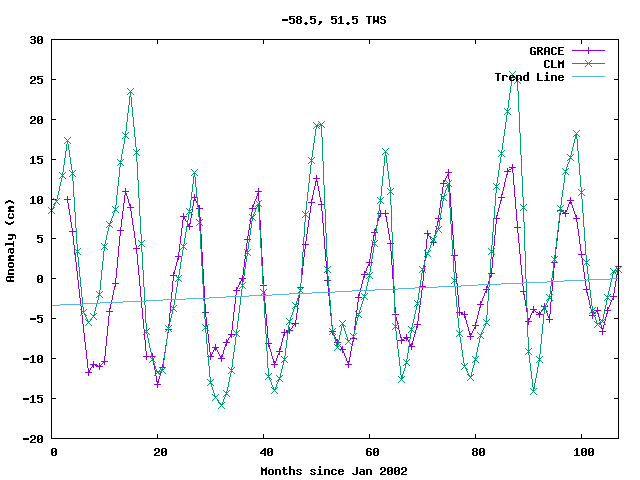 -58.5, 51.5 TWS
30
25
20
15
10
5
0
-5
-10
-15
-20
Anomaly (cm)
GRACE
CLM
Trend Line
0 20 40 60 80 100
Months since Jan 2002